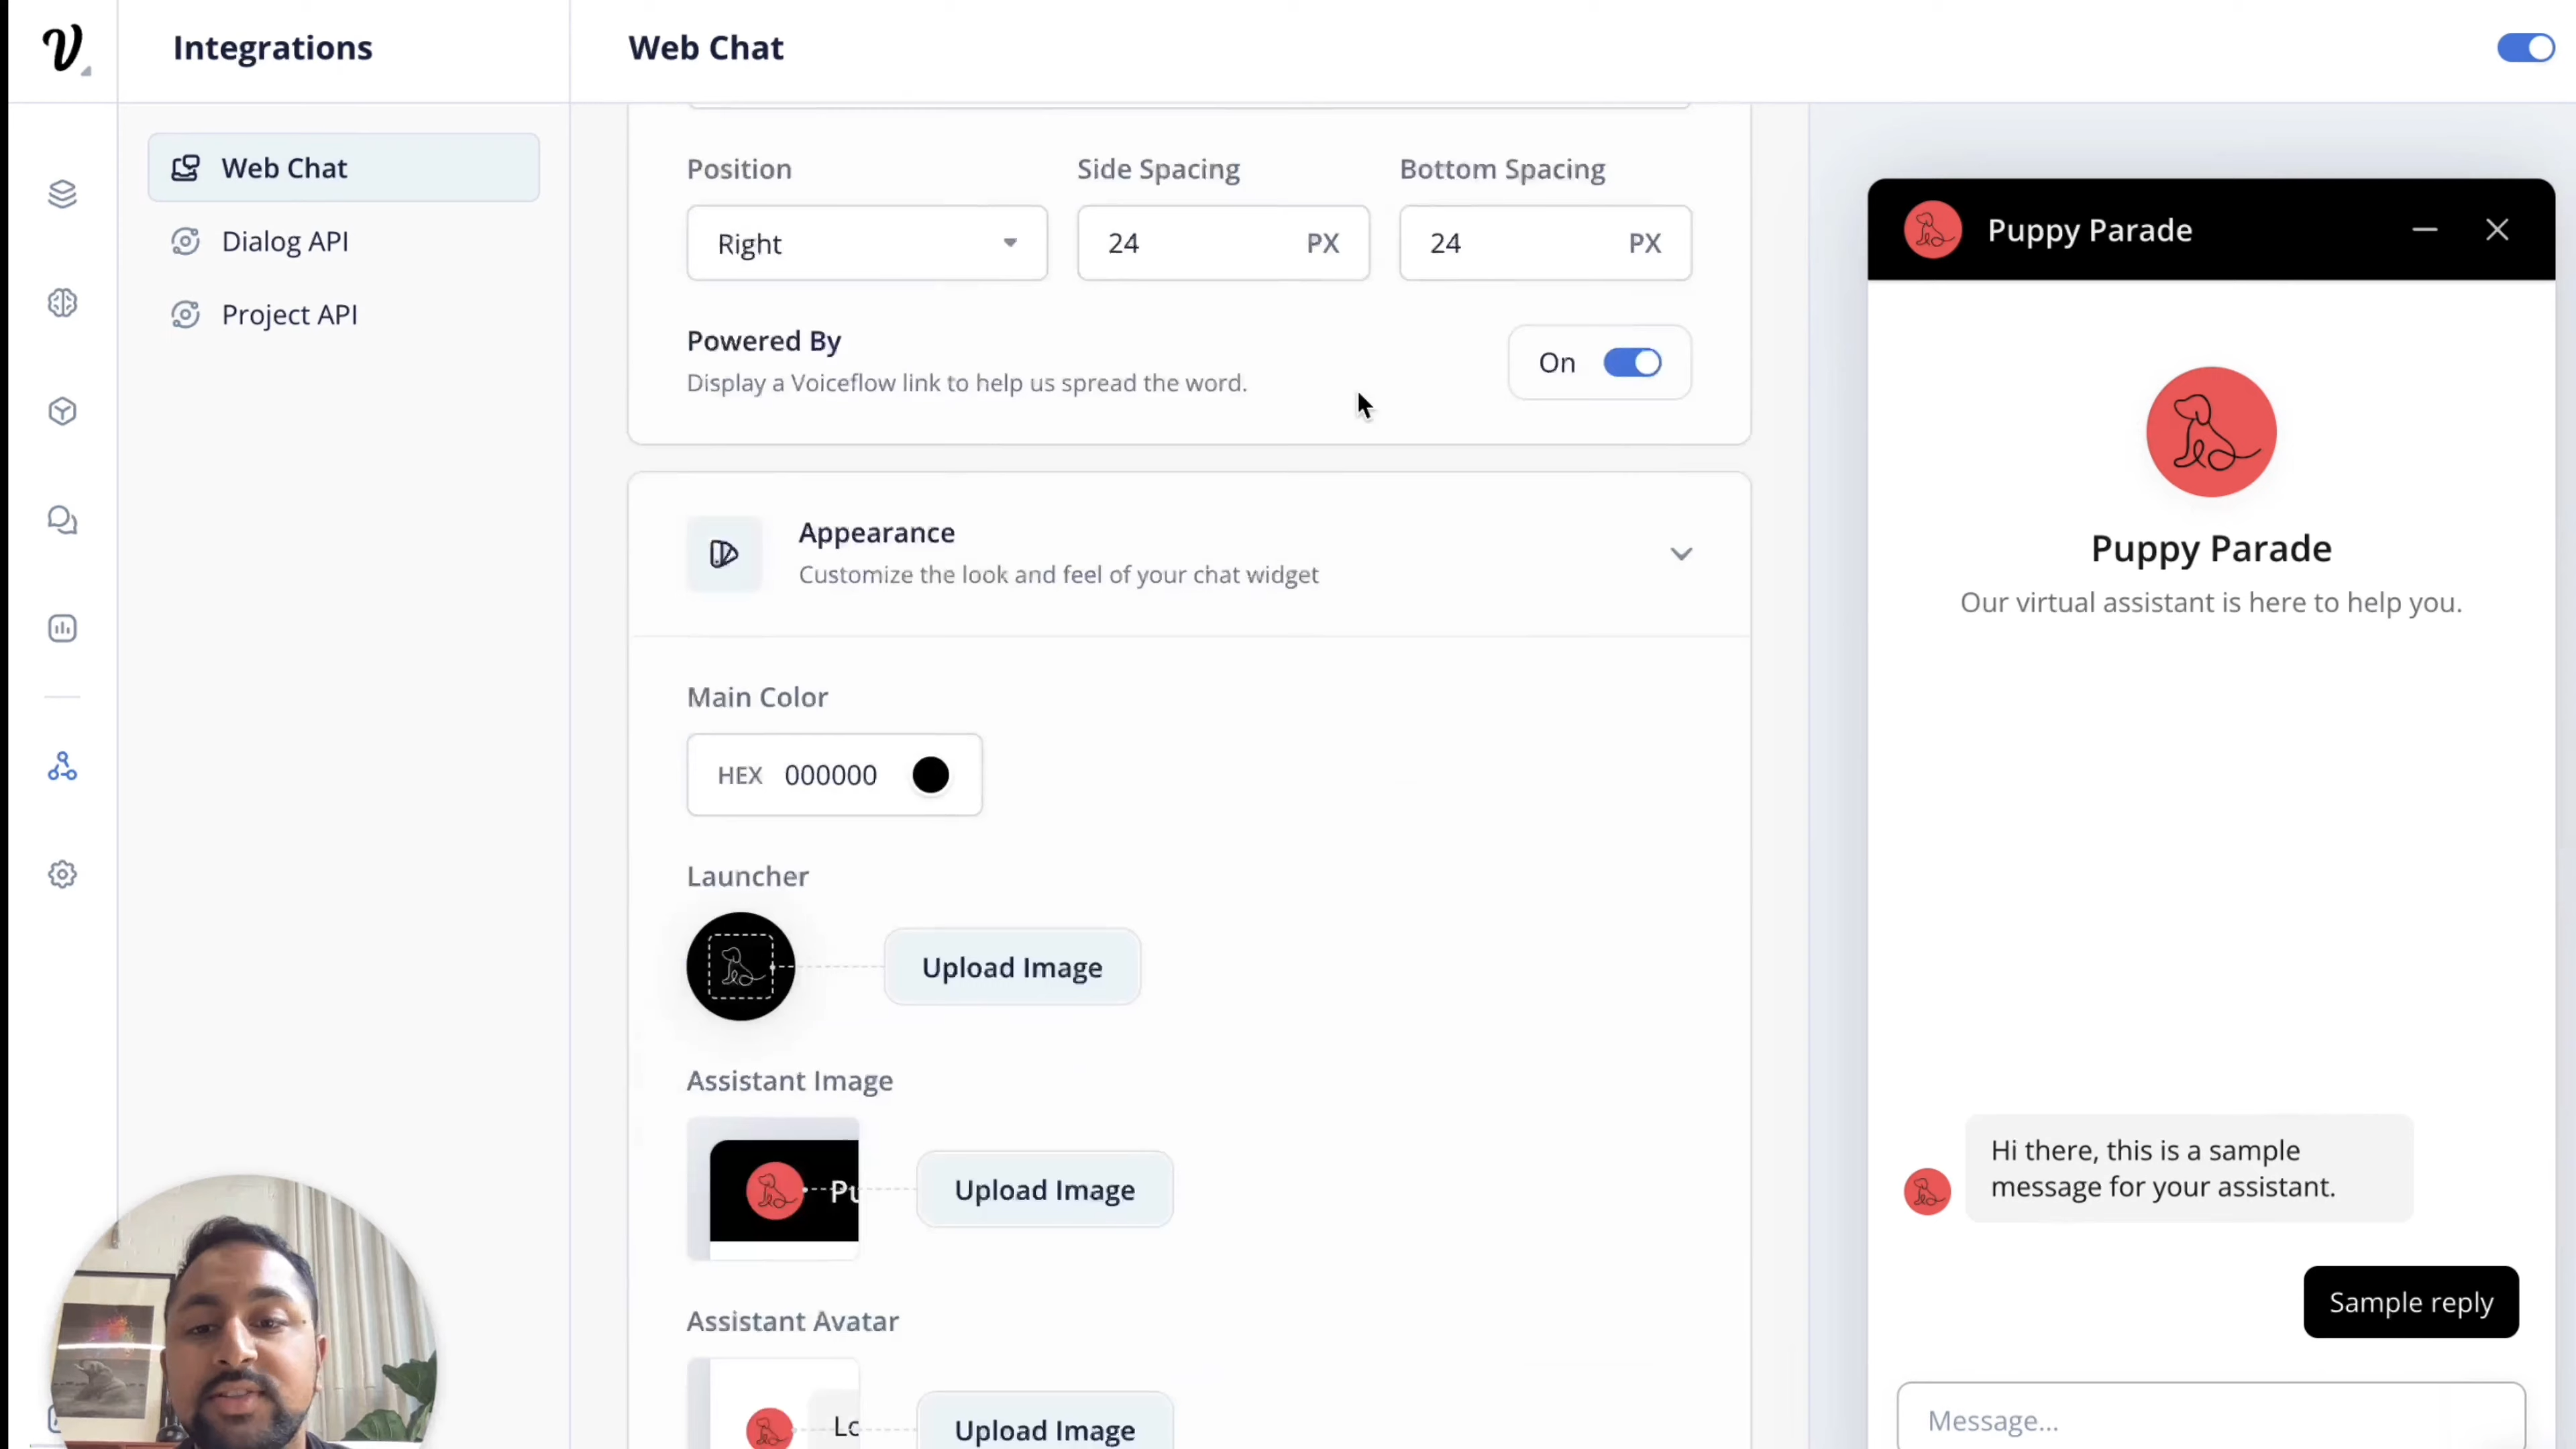 Integrations
Web Chat
Web Chat
Dialog API
Project API
Position
Side Spacing
Bottom Spacing
Right
24 PX
24 PX
Powered By
Display a Voiceflow link to help us spread the word.
On
Appearance
Customize the look and feel of your chat widget
Main Color
HEX 000000
Launcher
Upload Image
Assistant Image
Pu
Upload Image
Assistant Avatar
Lo
Upload Image
Puppy Parade
Puppy Parade
Our virtual assistant is here to help you.
Hi there, this is a sample
message for your assistant.
Sample reply
Message...